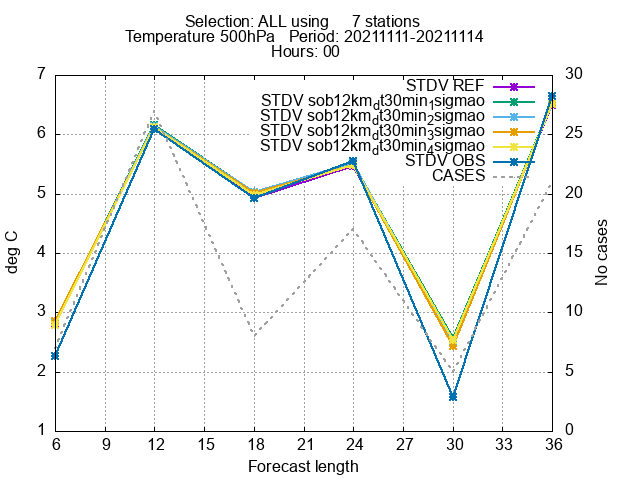 Selection: ALL using 7 stations
Temperature 500hPa Period: 20211111-20211114
Hours: 00
7
6
5
4
3
2
1
deg C
30
25
20
15
10
5
0
No cases
STDV REF
STDV sob12km_dt30min_1sigmao
STDV sob12km_dt30min_2sigmao
STDV sob12km_dt30min_3sigmao
STDV sob12km_dt30min_4sigmao
STDV OBS
CASES
6 9 12 15 18 21 24 27 30 33 36
Forecast length